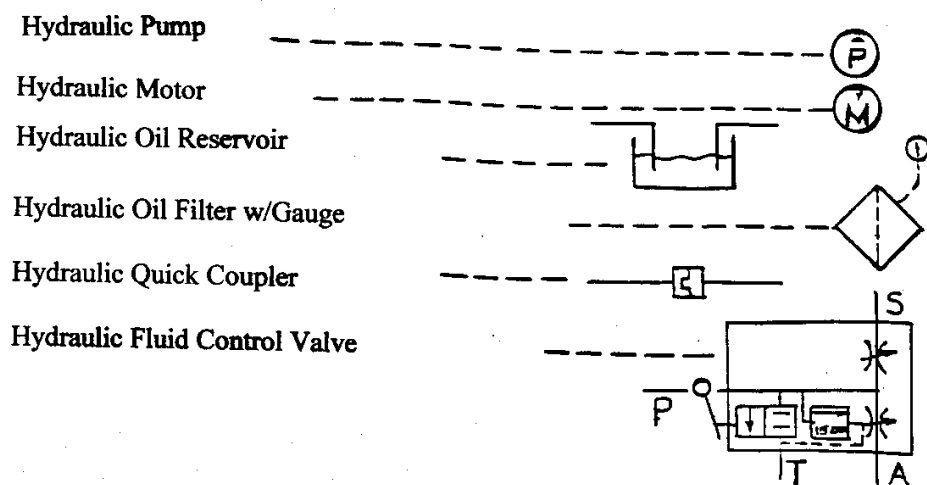 Hydraulic Pump
P
Hydraulic Motor
M
Hydraulic Oil Reservoir
Hydraulic Oil Filter w/Gauge
Hydraulic Quick Coupler
S
Hydraulic Fluid Control Valve
P
T
A